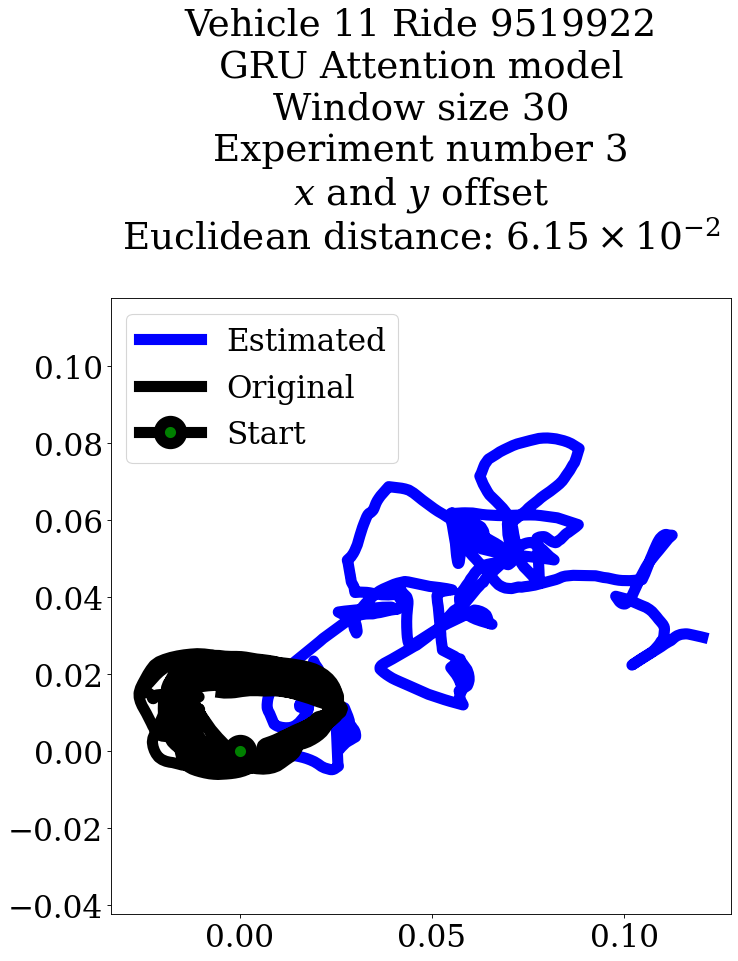 Vehicle 11 Ride 9519922
GRU Attention model
Window size 30
Experiment number 3
x and y offset
Euclidean distance: 6.15 × 10⁻²
Estimated
Original
Start
0.10
0.08
0.06
0.04
0.02
0.00
−0.02
−0.04
0.00 0.05 0.10